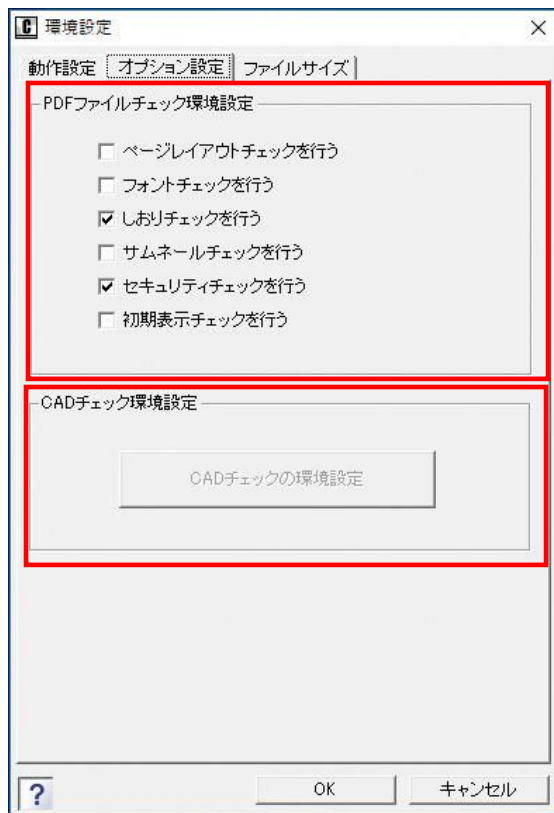 C 環境設定
動作設定 オプション設定 ファイルサイズ
PDFファイルチェック環境設定
ページレイアウトチェックを行う
フォントチェックを行う
しおりチェックを行う
サムネールチェックを行う
セキュリティチェックを行う
初期表示チェックを行う
CADチェック環境設定
CADチェックの環境設定
? OK キャンセル